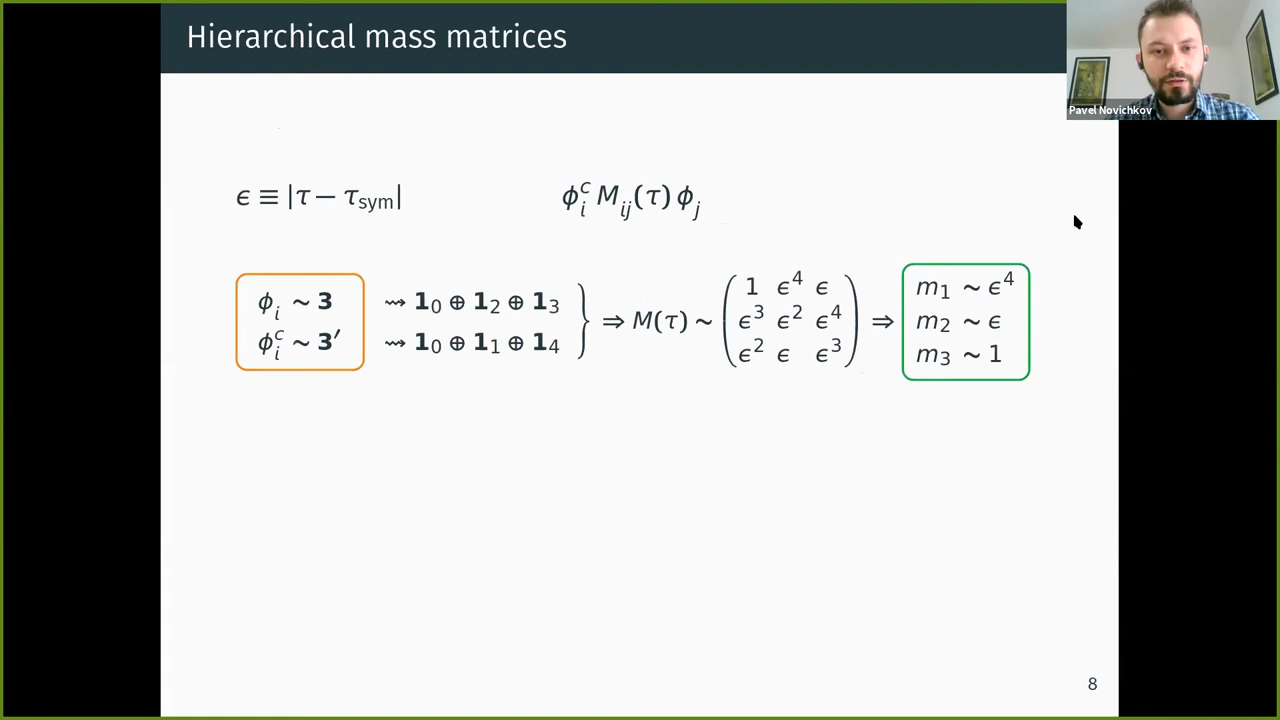 Hierarchical mass matrices
Pavel Novichkov
ϵ ≡ |τ − τ_sym|
ϕ_i^c M_ij(τ) ϕ_j
ϕ_i ∼ 3 ⇝ 1_0 ⊕ 1_2 ⊕ 1_3
ϕ_i^c ∼ 3′ ⇝ 1_0 ⊕ 1_1 ⊕ 1_4
} ⇒ M(τ) ∼
( 1 ϵ^4 ϵ
ϵ^3 ϵ^2 ϵ^4
ϵ^2 ϵ ϵ^3 )
⇒
m_1 ∼ ϵ^4
m_2 ∼ ϵ
m_3 ∼ 1
8